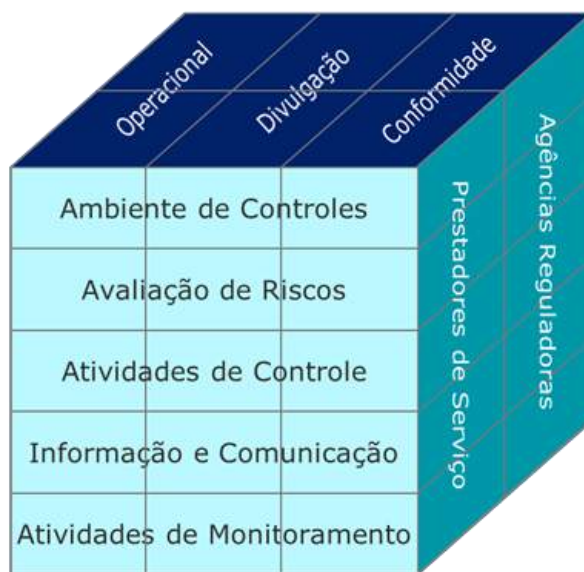 Operacional
Divulgação
Conformidade
Ambiente de Controles
Avaliação de Riscos
Atividades de Controle
Informação e Comunicação
Atividades de Monitoramento
Prestadores de Serviço
Agências Reguladoras